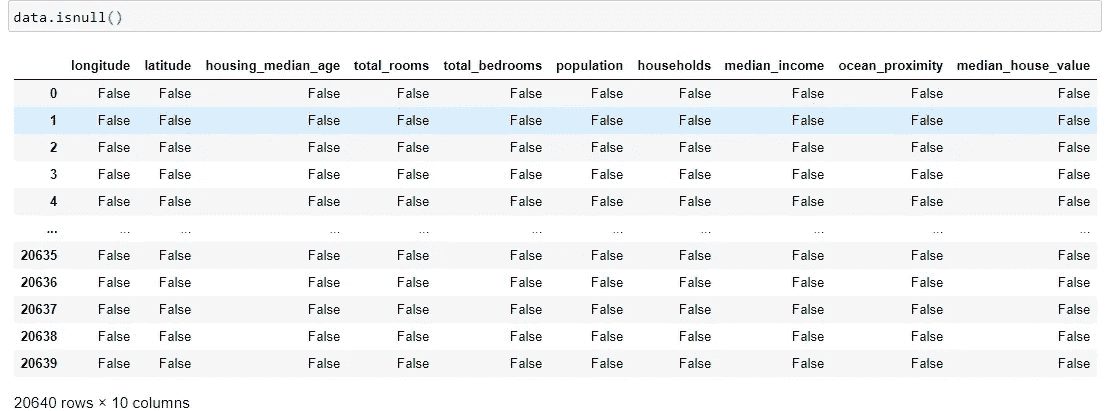 data.isnull()
longitude latitude housing_median_age total_rooms total_bedrooms population households median_income ocean_proximity median_house_value
0 False False False False False False False False False False
1 False False False False False False False False False False
2 False False False False False False False False False False
3 False False False False False False False False False False
4 False False False False False False False False False False
... ... ... ... ... ... ... ... ... ... ...
20635 False False False False False False False False False False
20636 False False False False False False False False False False
20637 False False False False False False False False False False
20638 False False False False False False False False False False
20639 False False False False False False False False False False
20640 rows × 10 columns